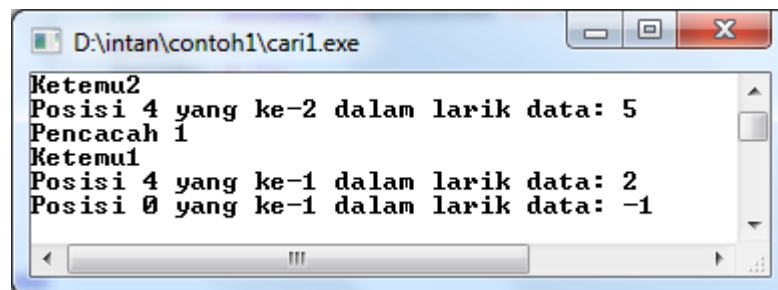 D:\intan\contoh1\cari1.exe
Ketemu2
Posisi 4 yang ke-2 dalam larik data: 5
Pencacah 1
Ketemu1
Posisi 4 yang ke-1 dalam larik data: 2
Posisi 0 yang ke-1 dalam larik data: -1